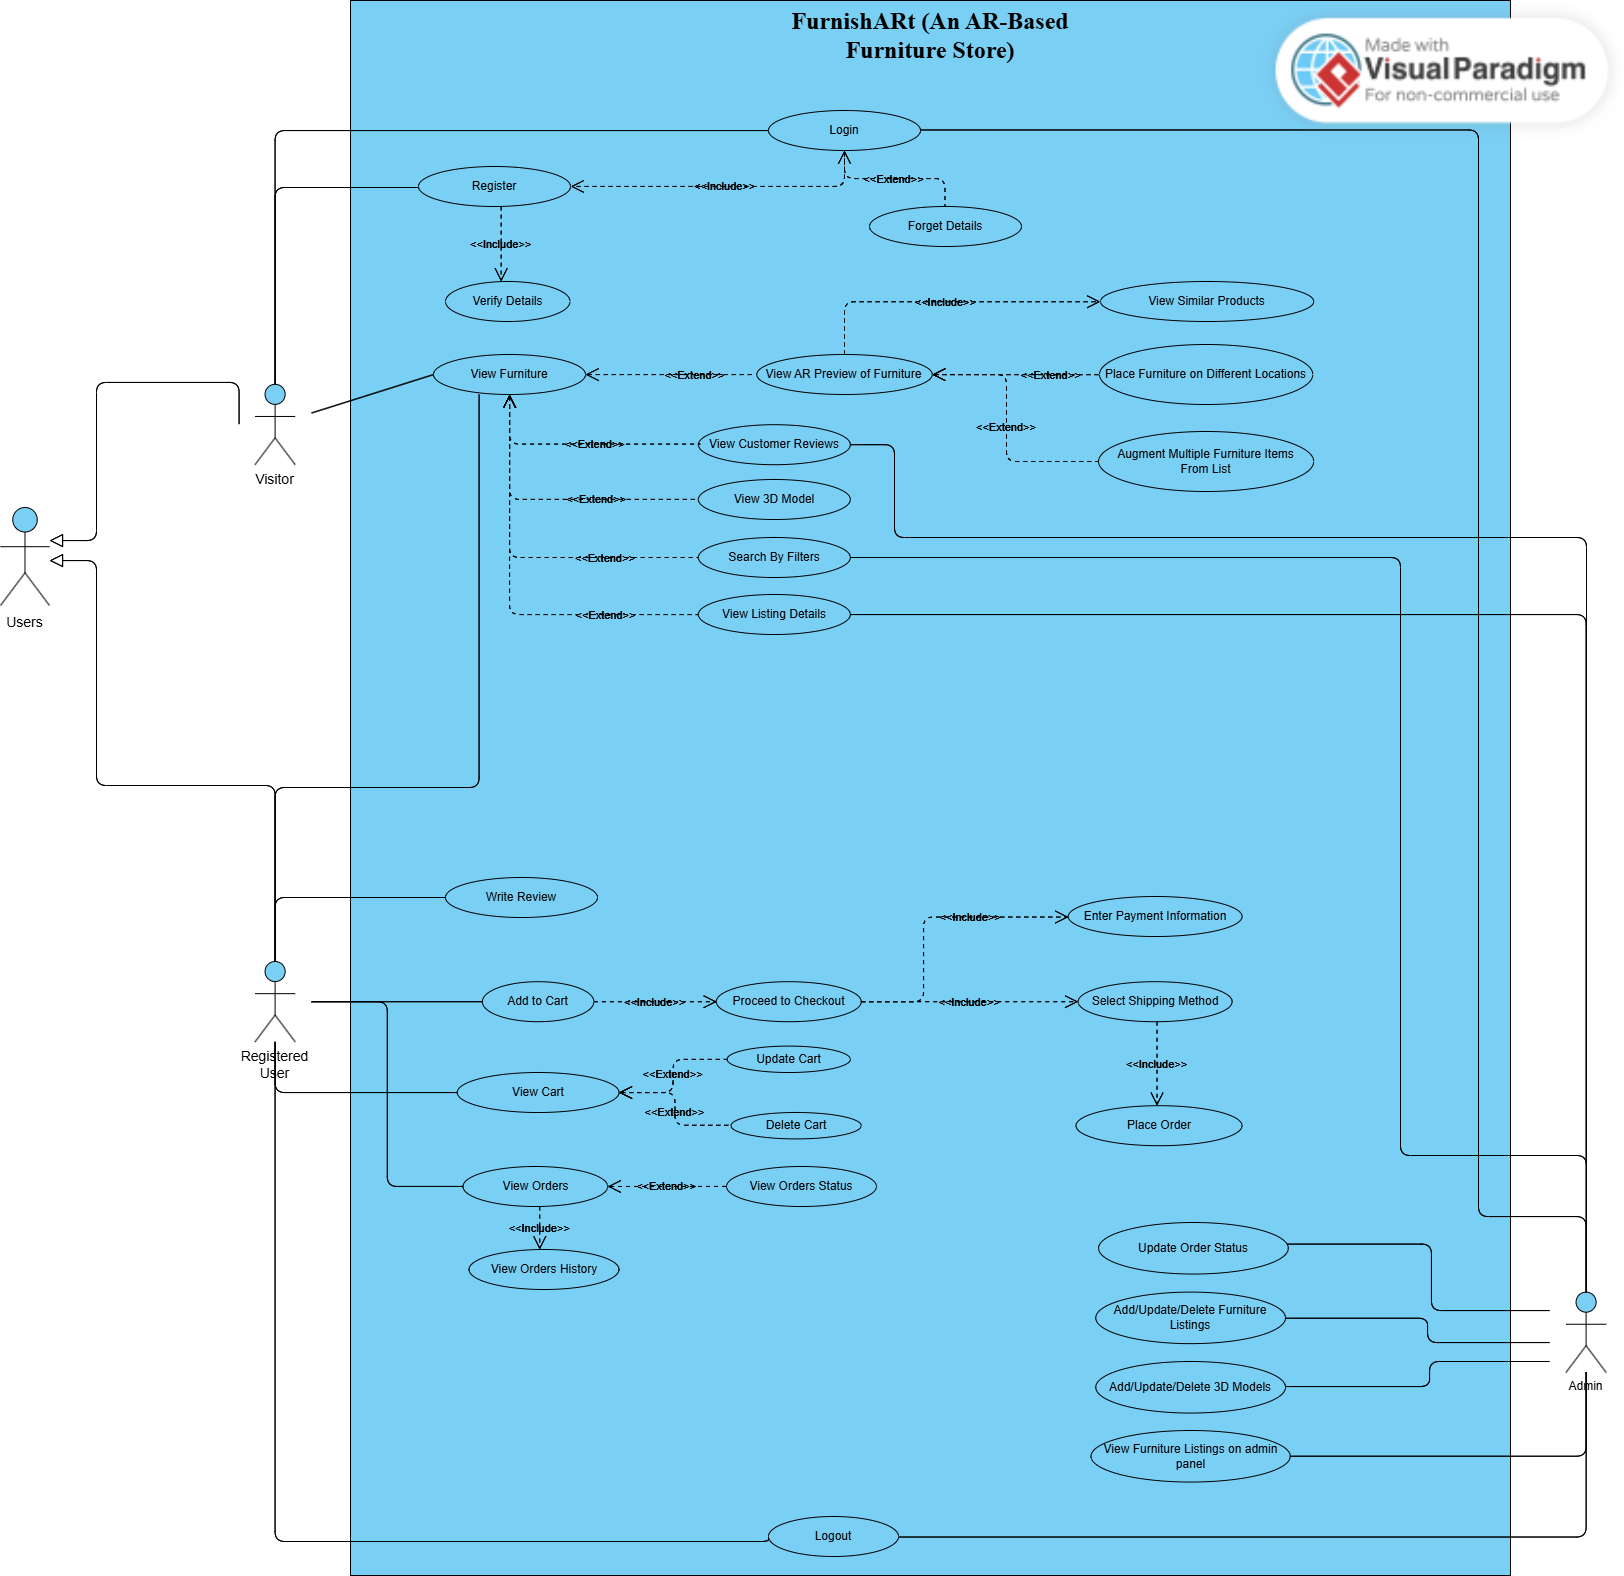 FurnishARt (An AR-Based
Furniture Store)
Made with
Visual Paradigm
For non-commercial use
Login
Register
<<Include>>
<<Extend>>
Forget Details
<<Include>>
Verify Details
<<Include>>
View Similar Products
View Furniture
<<Extend>>
View AR Preview of Furniture
<<Extend>>
Place Furniture on Different Locations
<<Extend>>
Augment Multiple Furniture Items
From List
<<Extend>>
View Customer Reviews
Visitor
<<Extend>>
View 3D Model
<<Extend>>
Search By Filters
<<Extend>>
View Listing Details
Users
Write Review
<<Include>>
Enter Payment Information
Add to Cart
<<Include>>
Proceed to Checkout
<<Include>>
Select Shipping Method
Registered
User
<<Extend>>
Update Cart
<<Include>>
View Cart
<<Extend>>
Delete Cart
Place Order
View Orders
<<Extend>>
View Orders Status
<<Include>>
View Orders History
Update Order Status
Add/Update/Delete Furniture
Listings
Add/Update/Delete 3D Models
Admin
View Furniture Listings on admin
panel
Logout